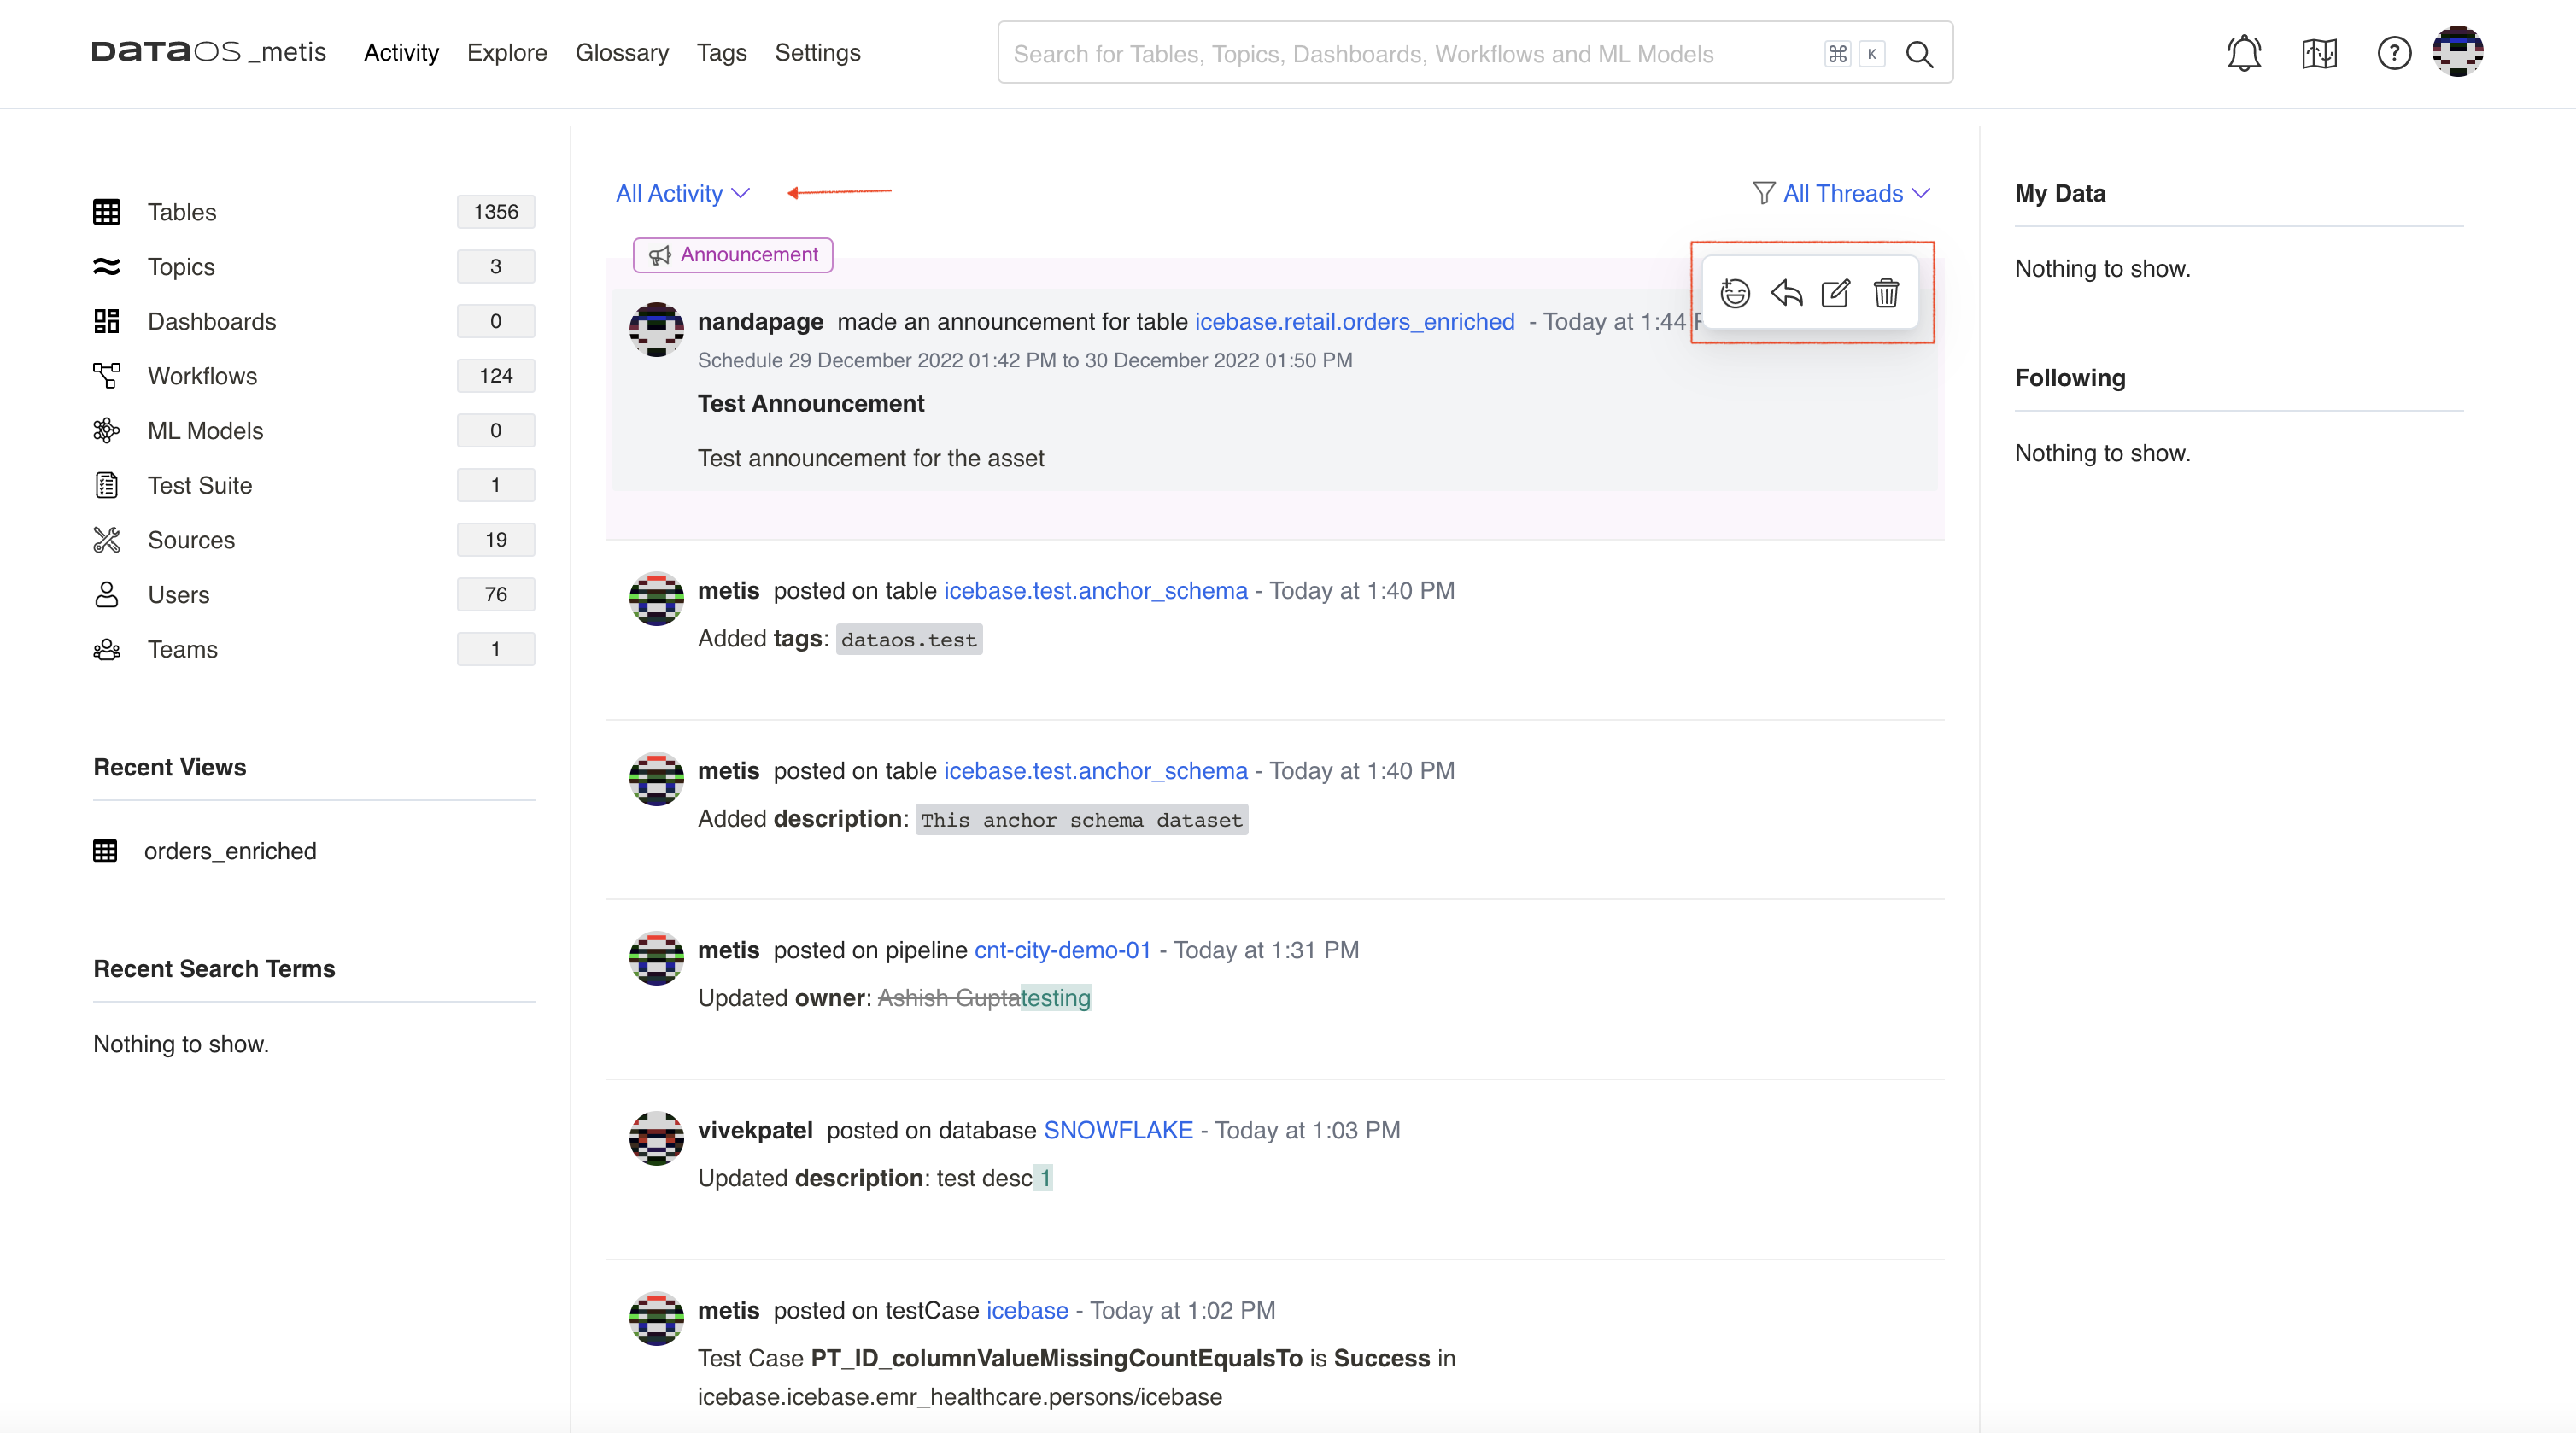 DATAOS _metis Activity Explore Glossary Tags Settings
Search for Tables, Topics, Dashboards, Workflows and ML Models ⌘ K
Tables 1356
Topics 3
Dashboards 0
Workflows 124
ML Models 0
Test Suite 1
Sources 19
Users 76
Teams 1
Recent Views
orders_enriched
Recent Search Terms
Nothing to show.
All Activity
All Threads
Announcement
nandapage made an announcement for table icebase.retail.orders_enriched - Today at 1:44
Schedule 29 December 2022 01:42 PM to 30 December 2022 01:50 PM
Test Announcement
Test announcement for the asset
metis posted on table icebase.test.anchor_schema - Today at 1:40 PM
Added tags: dataos.test
metis posted on table icebase.test.anchor_schema - Today at 1:40 PM
Added description: This anchor schema dataset
metis posted on pipeline cnt-city-demo-01 - Today at 1:31 PM
Updated owner: Ashish Guptatesting
vivekpatel posted on database SNOWFLAKE - Today at 1:03 PM
Updated description: test desc 1
metis posted on testCase icebase - Today at 1:02 PM
Test Case PT_ID_columnValueMissingCountEqualsTo is Success in
icebase.icebase.emr_healthcare.persons/icebase
My Data
Nothing to show.
Following
Nothing to show.